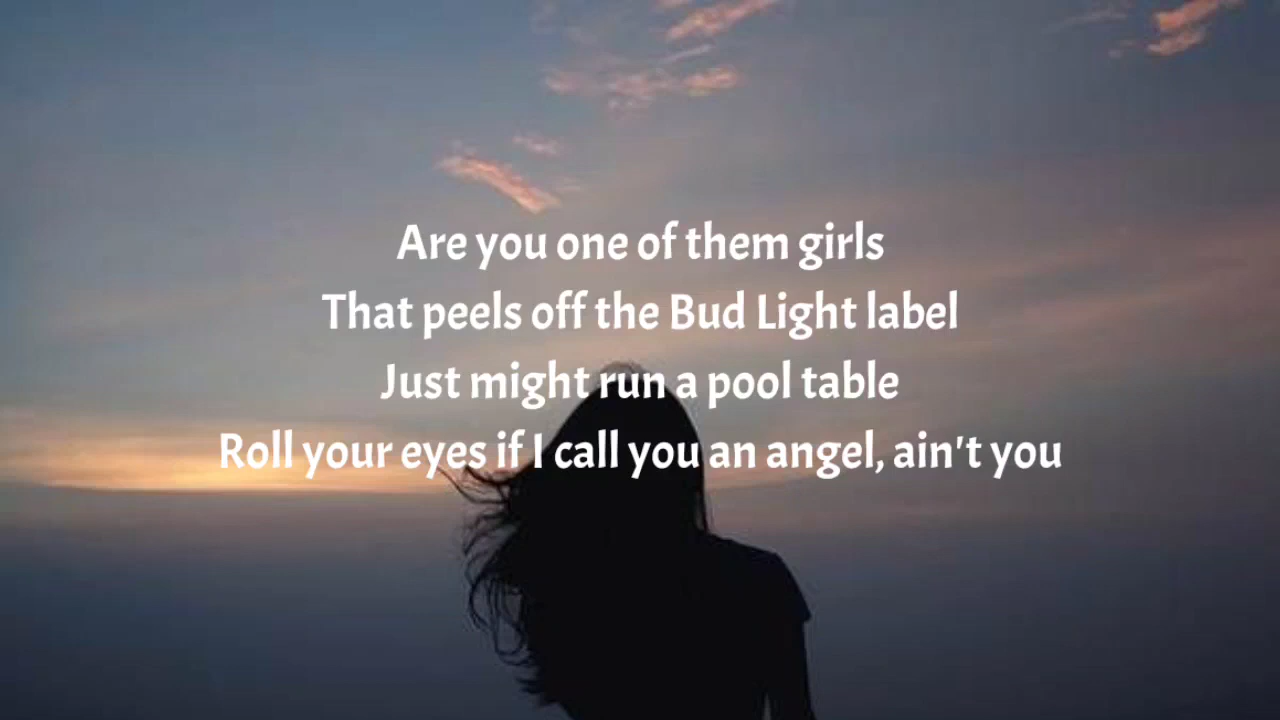 Are you one of them girls
That peels off the Bud Light label
Just might run a pool table
Roll your eyes if I call you an angel, ain't you